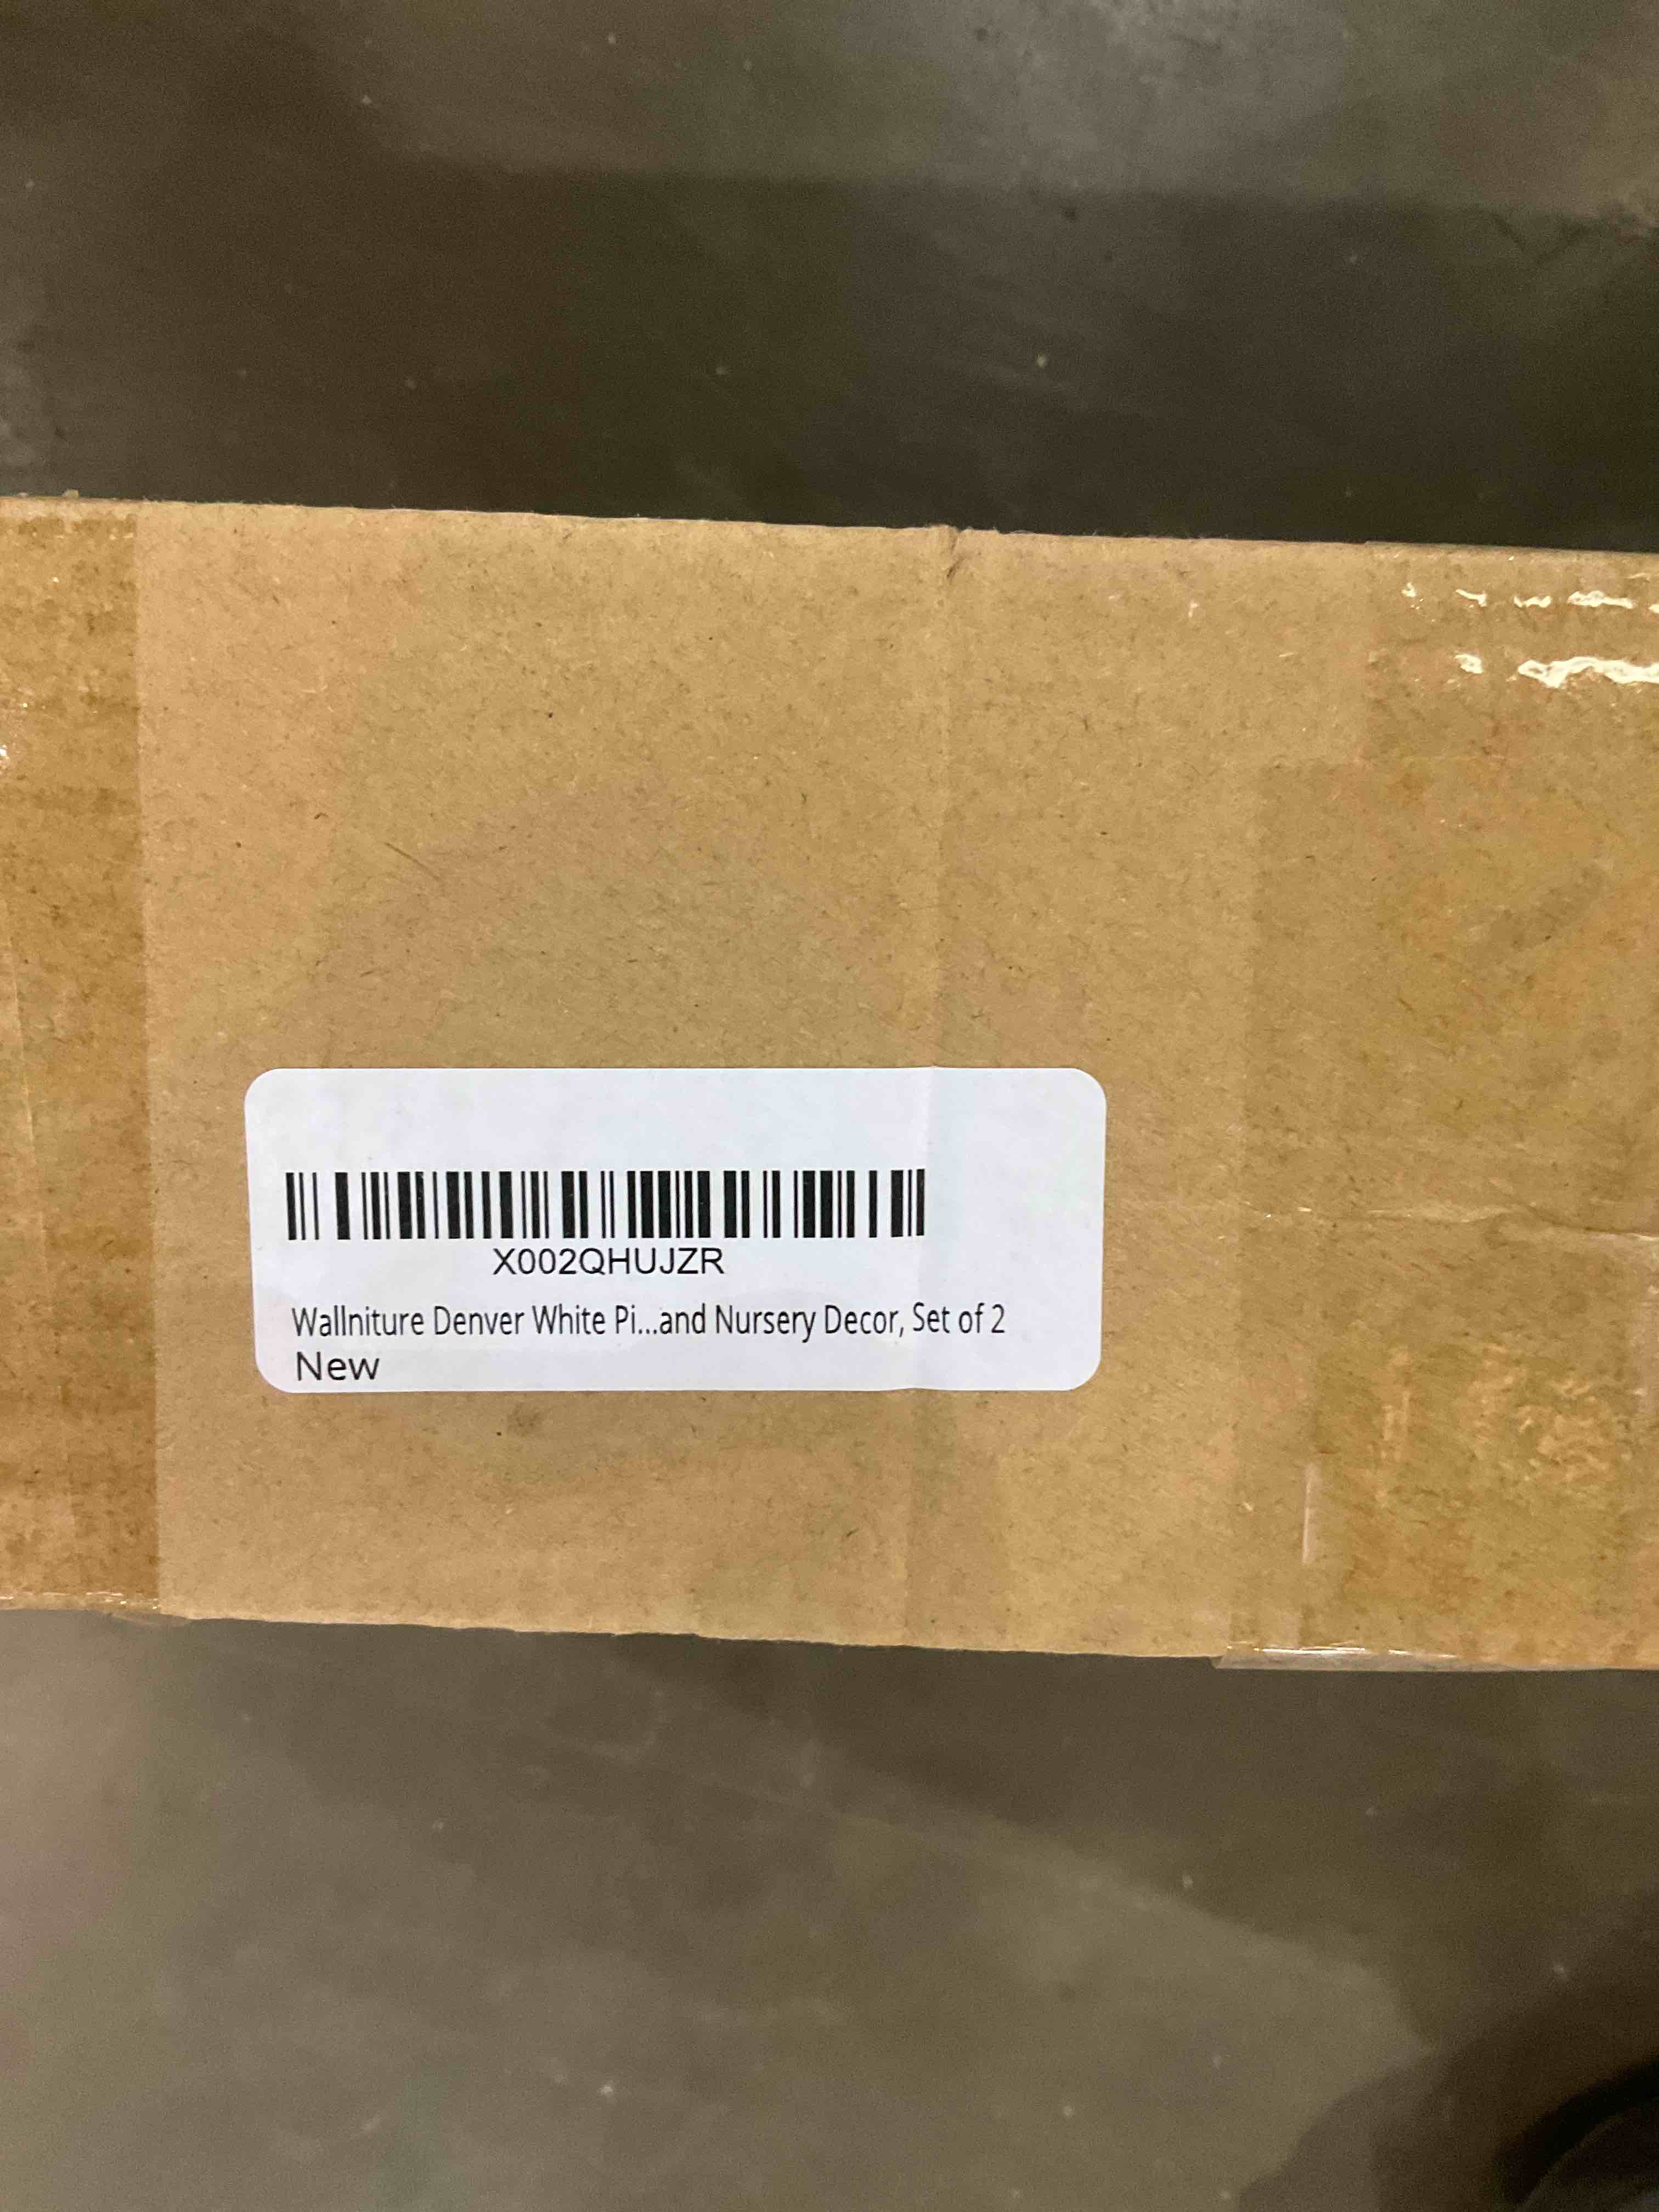 X002QHUJZR
Wallniture Denver White Pi...and Nursery Decor, Set of 2
New